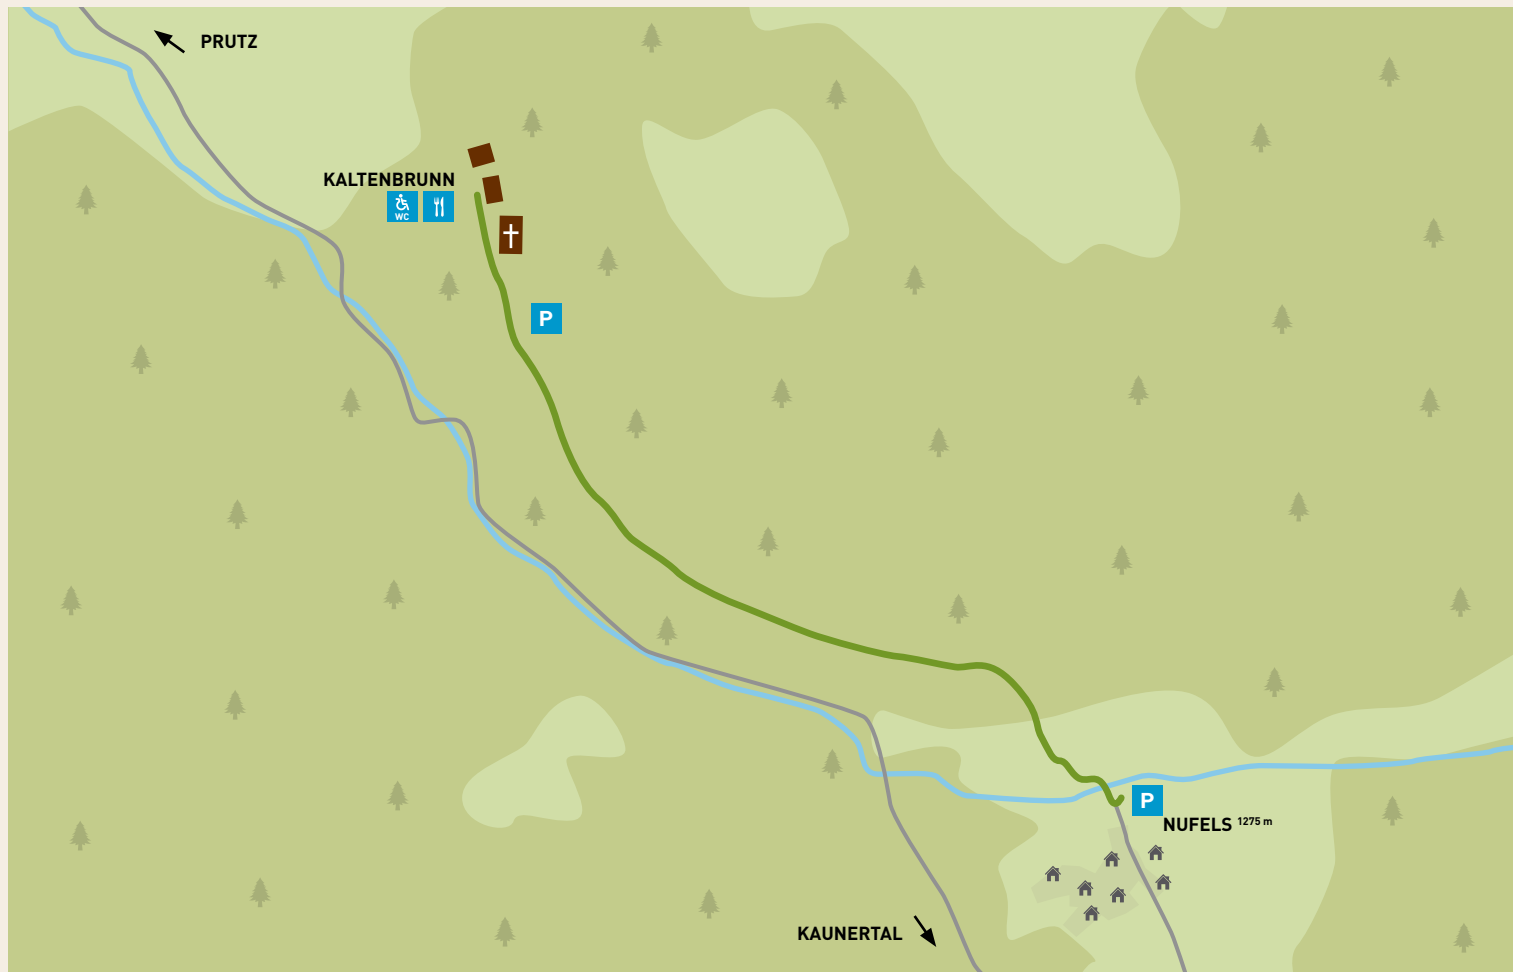 PRUTZ
KALTENBRUNN
WC
P
P
NUFELS 1275 m
KAUNERTAL